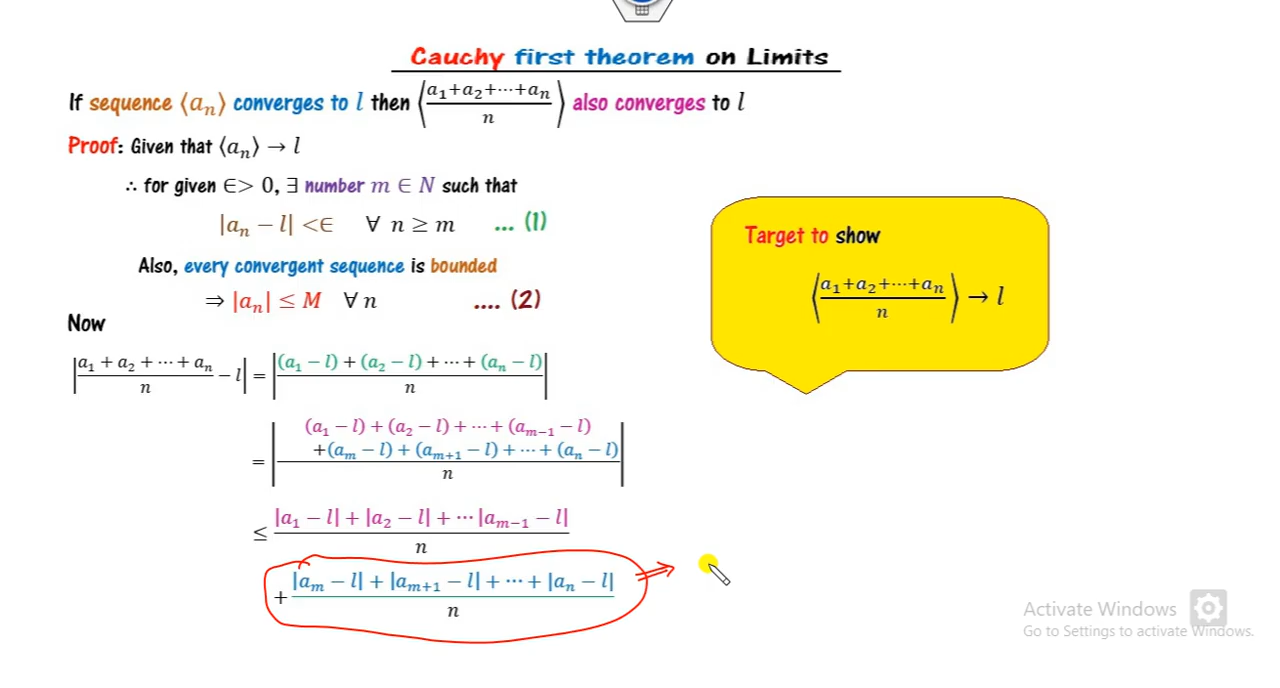 Cauchy first theorem on Limits
If sequence ⟨aₙ⟩ converges to l then ⟨(a₁+a₂+⋯+aₙ)/n⟩ also converges to l
Proof: Given that ⟨aₙ⟩ → l
∴ for given ∈> 0, ∃ number m ∈ N such that
|aₙ − l| <∈ ∀ n ≥ m ... (1)
Also, every convergent sequence is bounded
⇒ |aₙ| ≤ M ∀ n .... (2)
Now
|(a₁ + a₂ + ⋯ + aₙ)/n − l| = |((a₁ − l) + (a₂ − l) + ⋯ + (aₙ − l))/n|
= |((a₁ − l) + (a₂ − l) + ⋯ + (aₘ₋₁ − l)
+(aₘ − l) + (aₘ₊₁ − l) + ⋯ + (aₙ − l))/n|
≤ (|a₁ − l| + |a₂ − l| + ⋯ |aₘ₋₁ − l|)/n
+ (|aₘ − l| + |aₘ₊₁ − l| + ⋯ + |aₙ − l|)/n
Target to show
⟨(a₁+a₂+⋯+aₙ)/n⟩ → l
Activate Windows
Go to Settings to activate Windows.